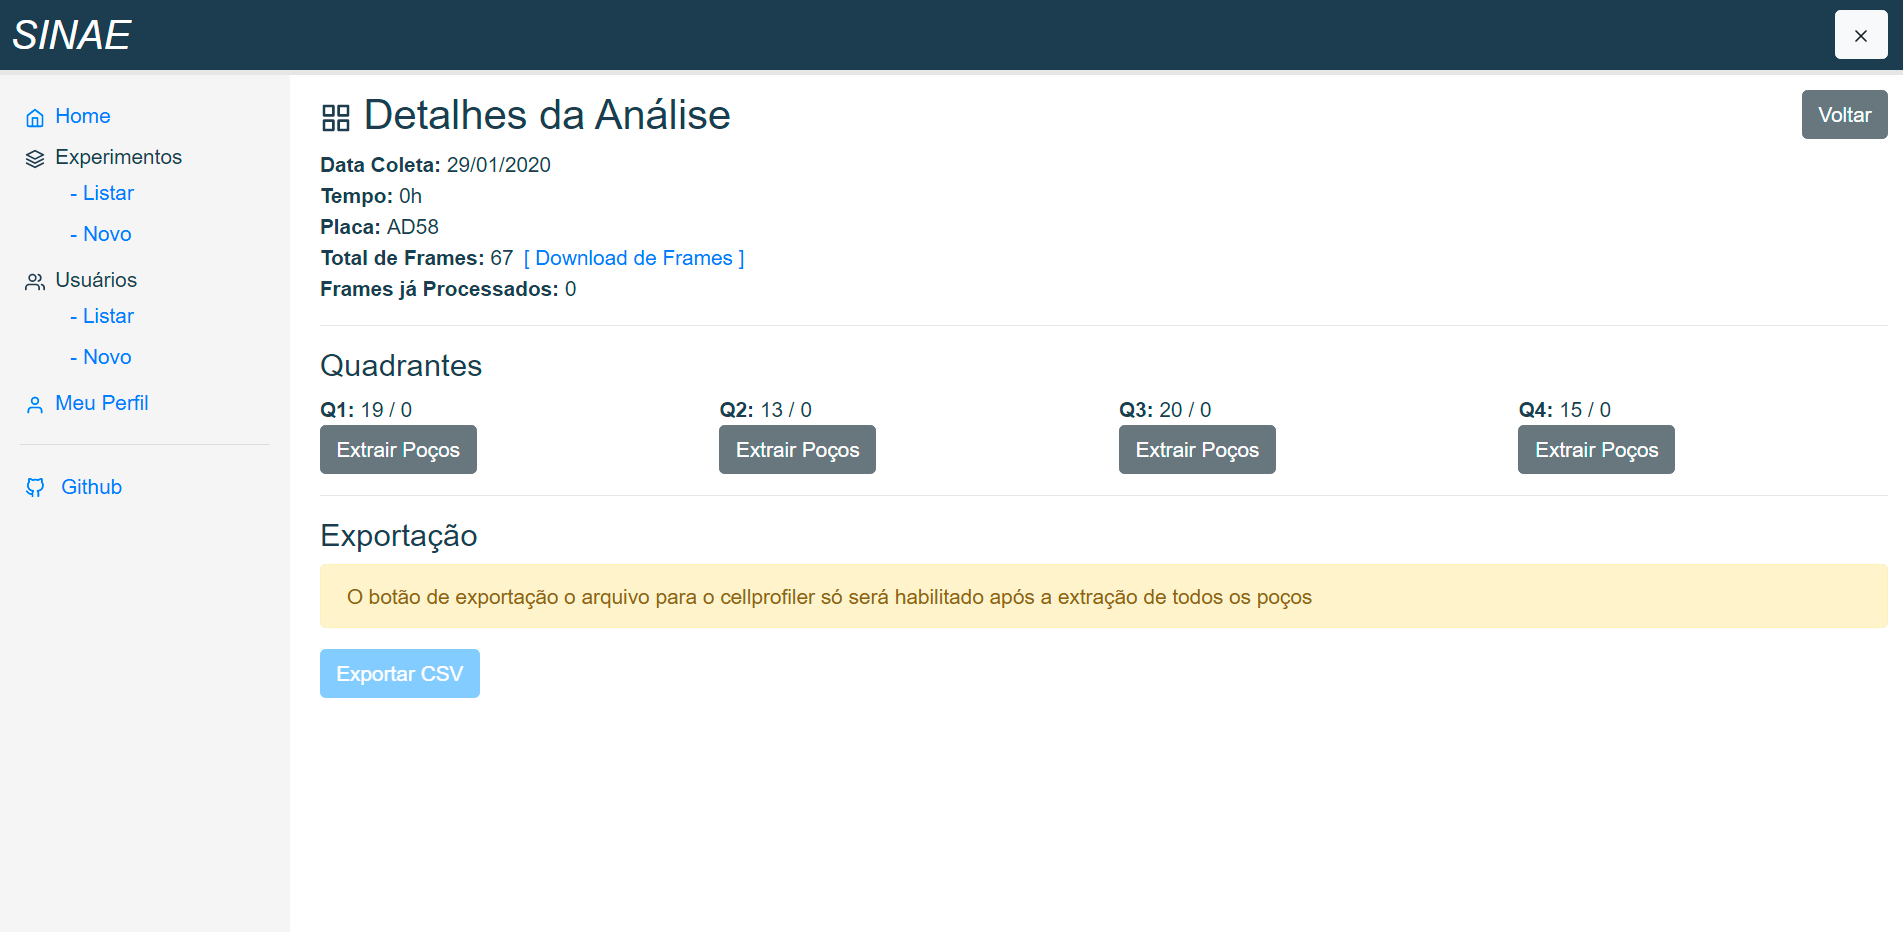 SINAE
Home
Experimentos
- Listar
- Novo
Usuários
- Listar
- Novo
Meu Perfil
Github
Detalhes da Análise
Voltar
Data Coleta: 29/01/2020
Tempo: 0h
Placa: AD58
Total de Frames: 67 [ Download de Frames ]
Frames já Processados: 0
Quadrantes
Q1: 19 / 0
Extrair Poços
Q2: 13 / 0
Extrair Poços
Q3: 20 / 0
Extrair Poços
Q4: 15 / 0
Extrair Poços
Exportação
O botão de exportação o arquivo para o cellprofiler só será habilitado após a extração de todos os poços
Exportar CSV